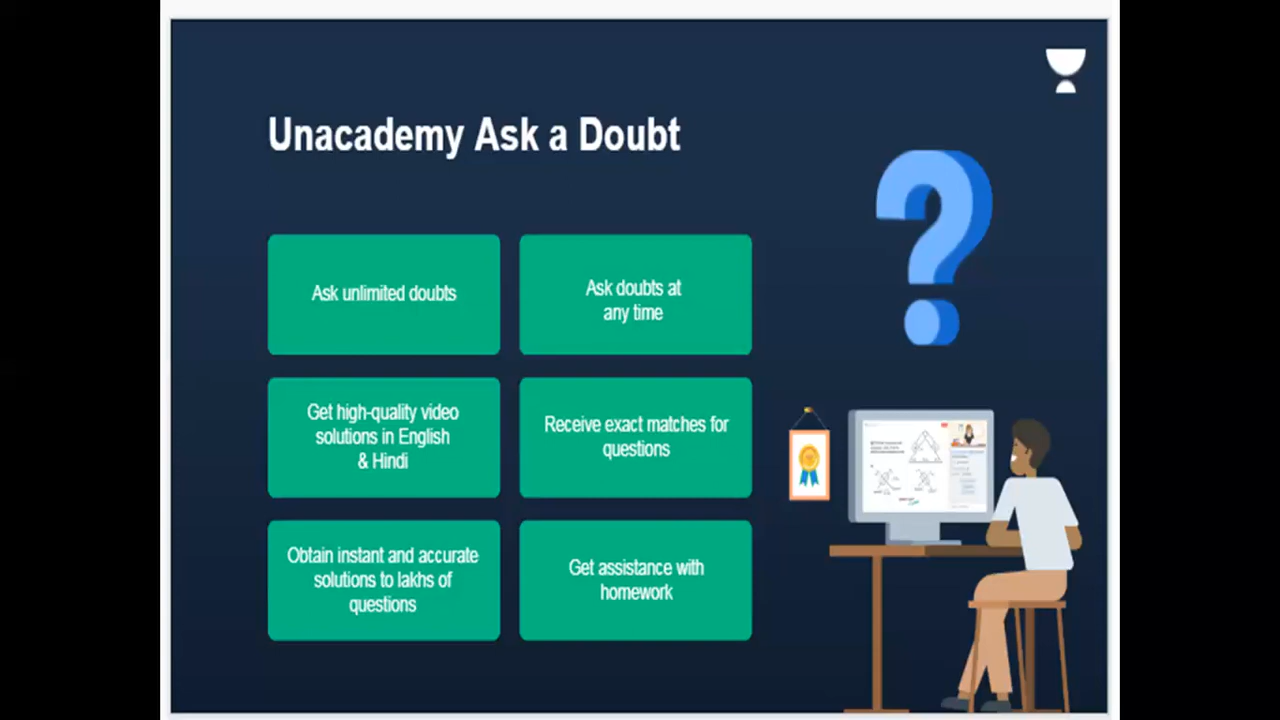 Unacademy Ask a Doubt
Ask unlimited doubts
Ask doubts at
any time
Get high-quality video
solutions in English
& Hindi
Receive exact matches for
questions
Obtain instant and accurate
solutions to lakhs of
questions
Get assistance with
homework